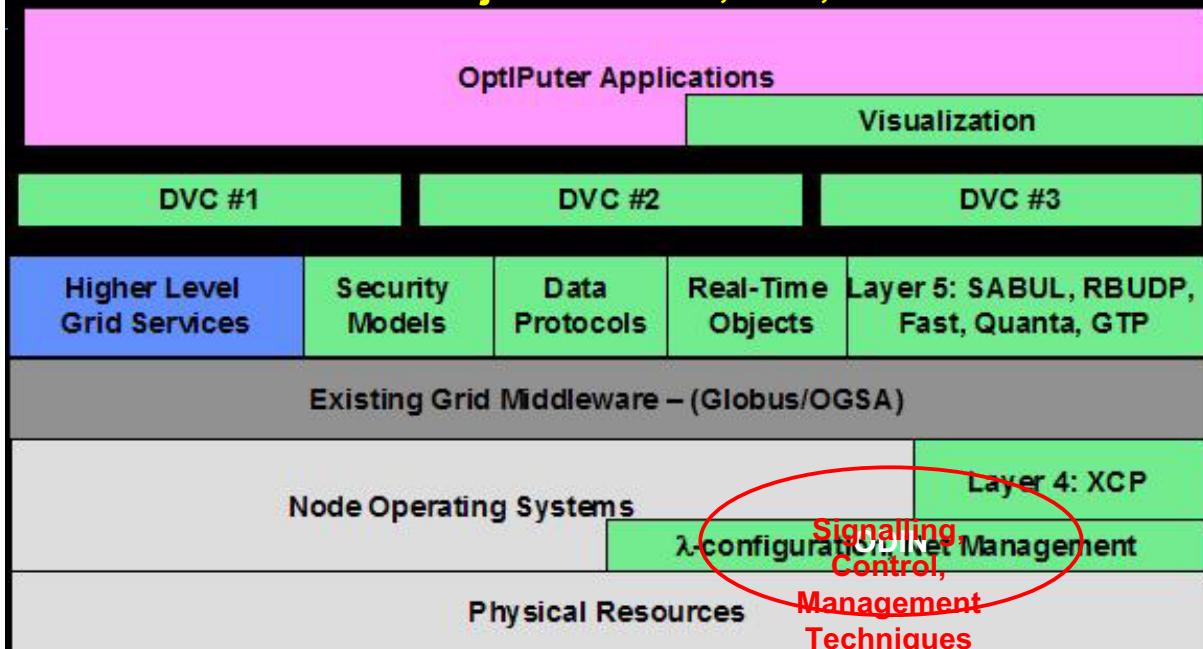 OptIPuter Applications
Visualization
DVC #1
DVC #2
DVC #3
Higher Level
Grid Services
Security
Models
Data
Protocols
Real-Time
Objects
Layer 5: SABUL, RBUDP,
Fast, Quanta, GTP
Existing Grid Middleware – (Globus/OGSA)
Node Operating Systems
Layer 4: XCP
λ-configuration, Net Management
ODIN
Signalling,
Control,
Management
Techniques
Physical Resources